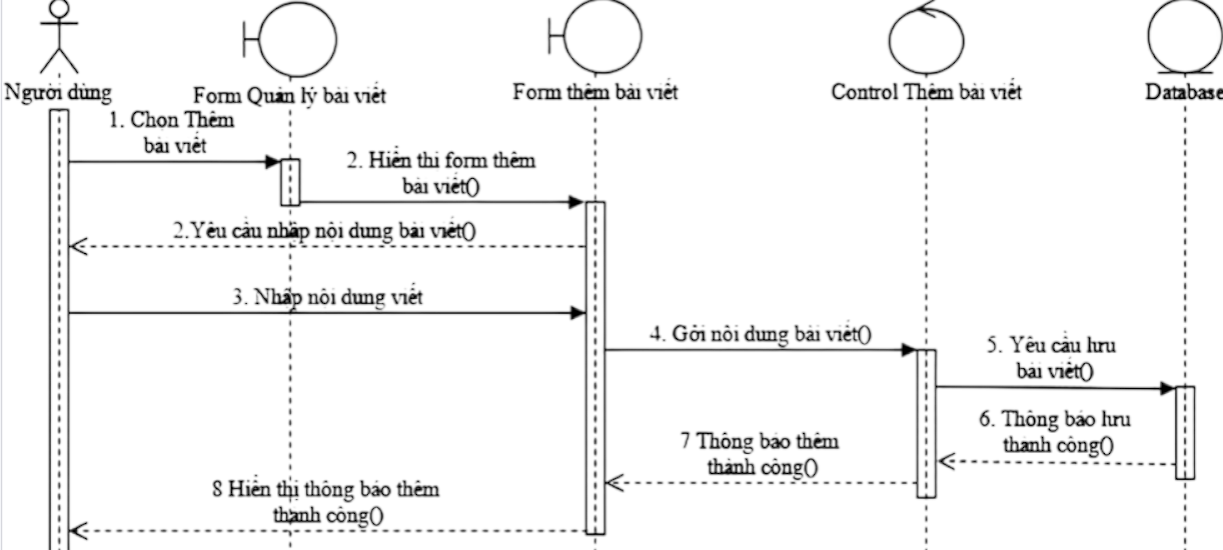 Người dùng
Form Quản lý bài viết
Form thêm bài viết
Control Thêm bài viết
Database
1. Chọn Thêm
bài viết
2. Hiển thi form thêm
bài viết()
2.Yêu cầu nhập nội dung bài viết()
3. Nhập nôi dung viết
4. Gởi nôi dung bài viết()
5. Yêu cầu lưu
bài viết()
6. Thông báo lưu
thành công()
7 Thông báo thêm
thành công()
8 Hiển thị thông báo thêm
thành công()